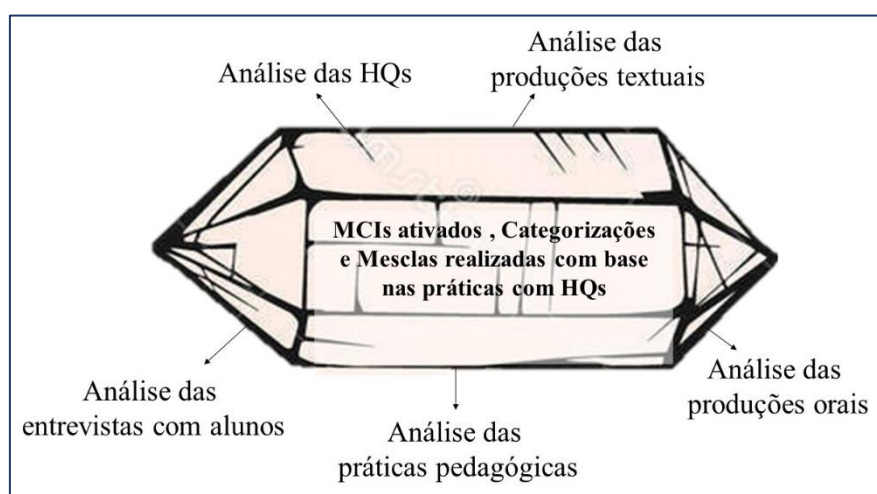 Análise das HQs
Análise das
produções textuais
MCIs ativados , Categorizações
e Mesclas realizadas com base
nas práticas com HQs
Análise das
entrevistas com alunos
Análise das
práticas pedagógicas
Análise das
produções orais